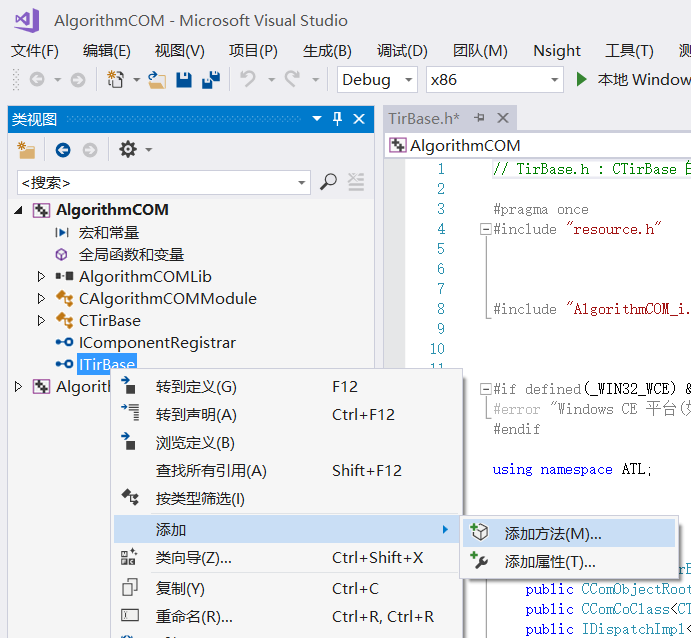 AlgorithmCOM - Microsoft Visual Studio
文件(F) 编辑(E) 视图(V) 项目(P) 生成(B) 调试(D) 团队(M) Nsight 工具(T)
Debug x86 本地 Window
类视图
TirBase.h*
AlgorithmCOM
<搜索>
AlgorithmCOM
宏和常量
全局函数和变量
AlgorithmCOMLib
CAlgorithmCOMModule
CTirBase
IComponentRegistrar
ITirBase
Algorit
1 // TirBase.h : CTirBase
2
3 #pragma once
4 #include "resource.h"
5
6
7
8 #include "AlgorithmCOM_i.
9
10
11
#if defined(_WIN32_WCE) &
#error "Windows CE 平台(如
#endif
using namespace ATL;
public CComObjectRoot
public CComCoClass<CT
public IDispatchImpl<
转到定义(G) F12
转到声明(A) Ctrl+F12
浏览定义(B)
查找所有引用(A) Shift+F12
按类型筛选(I)
添加
类向导(Z)... Ctrl+Shift+X
复制(Y) Ctrl+C
重命名(R)... Ctrl+R, Ctrl+R
添加方法(M)...
添加属性(T)...